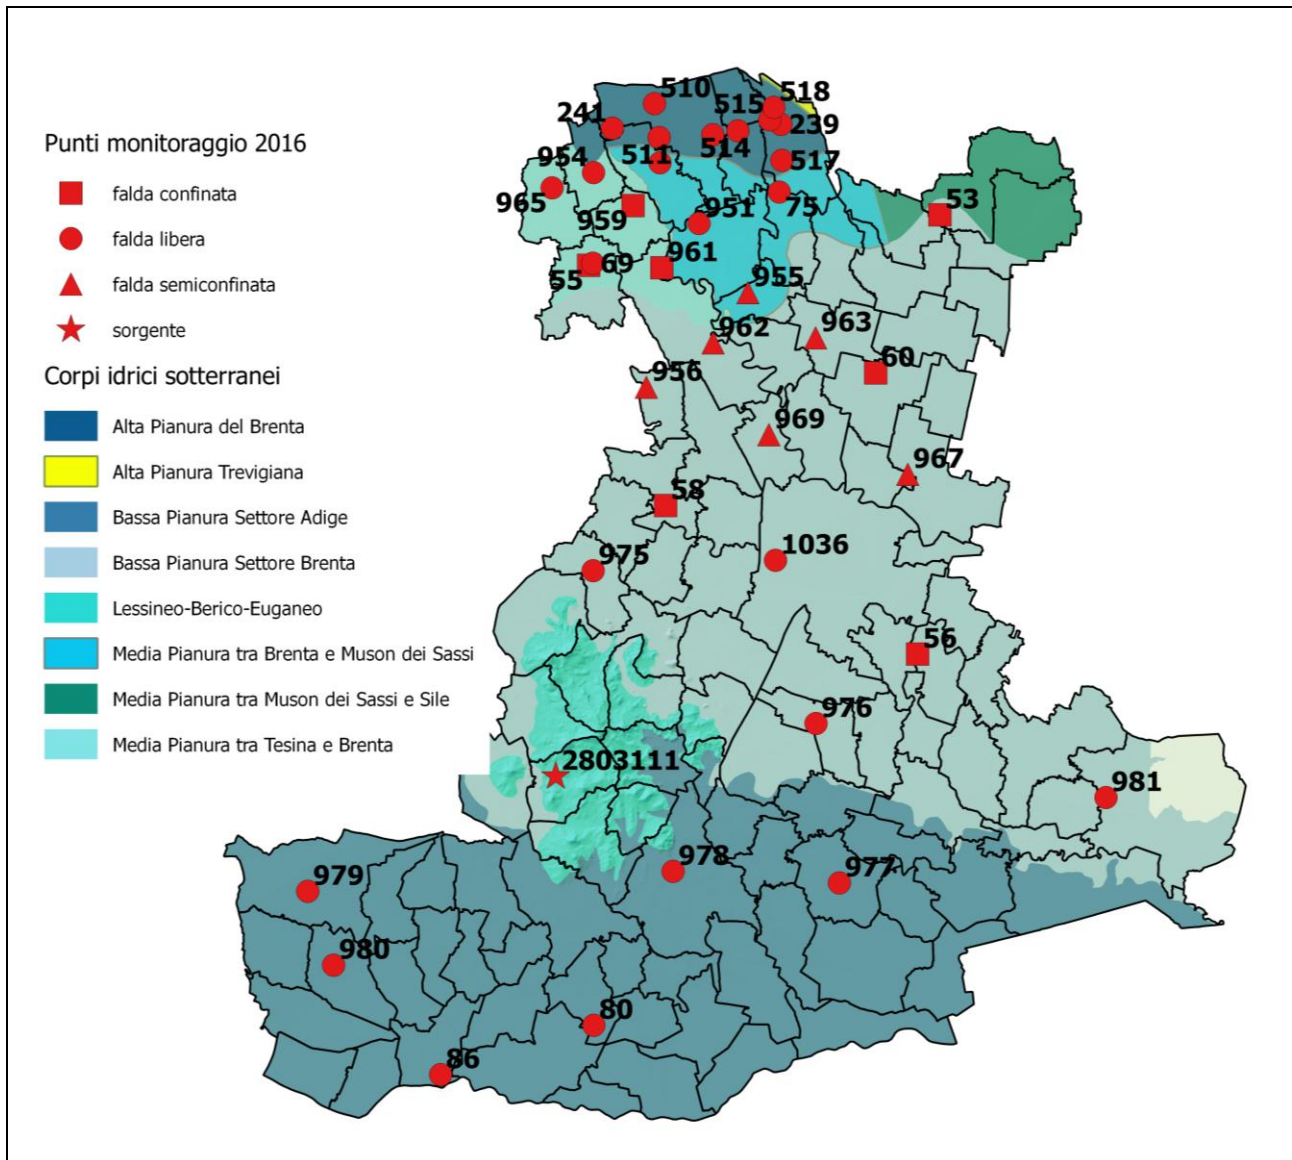 Punti monitoraggio 2016
falda confinata
falda libera
falda semiconfinata
sorgente
Corpi idrici sotterranei
Alta Pianura del Brenta
Alta Pianura Trevigiana
Bassa Pianura Settore Adige
Bassa Pianura Settore Brenta
Lessineo-Berico-Euganeo
Media Pianura tra Brenta e Muson dei Sassi
Media Pianura tra Muson dei Sassi e Sile
Media Pianura tra Tesina e Brenta
510
518
515
241
239
514
511
517
954
965
959
951
75
53
961
69
55
955
962
963
956
60
969
967
58
975
1036
56
976
2803111
981
978
977
979
980
80
86